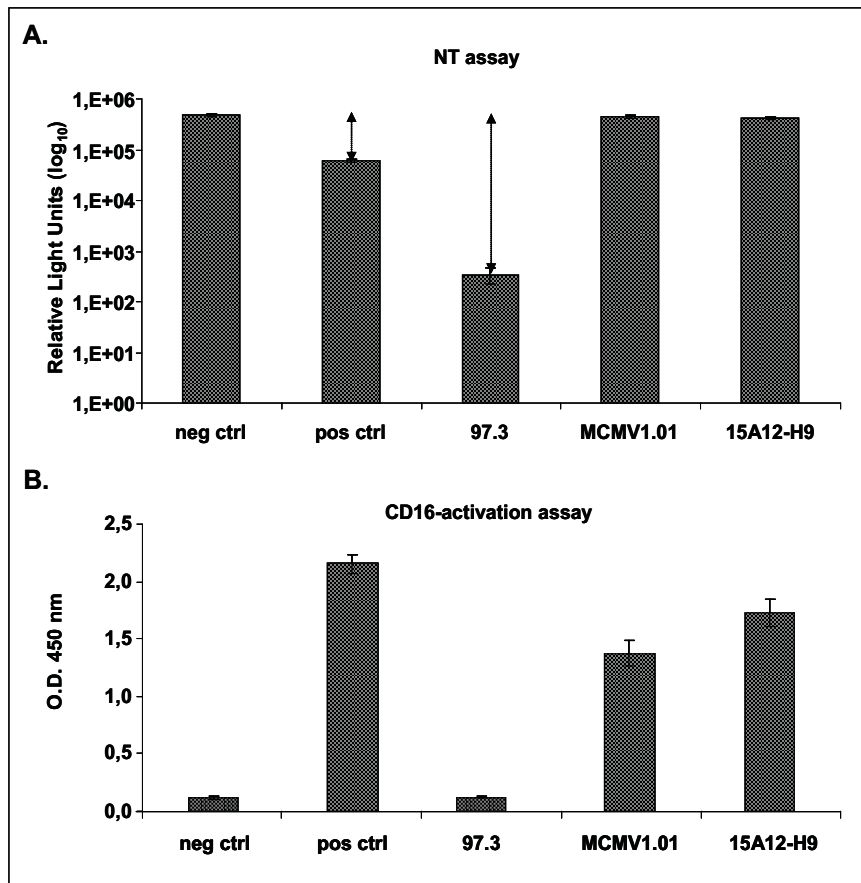 A.
NT assay
Relative Light Units (log10)
1,E+06
1,E+05
1,E+04
1,E+03
1,E+02
1,E+01
1,E+00
neg ctrl pos ctrl 97.3 MCMV1.01 15A12-H9
B.
CD16-activation assay
O.D. 450 nm
2,5
2,0
1,5
1,0
0,5
0,0
neg ctrl pos ctrl 97.3 MCMV1.01 15A12-H9